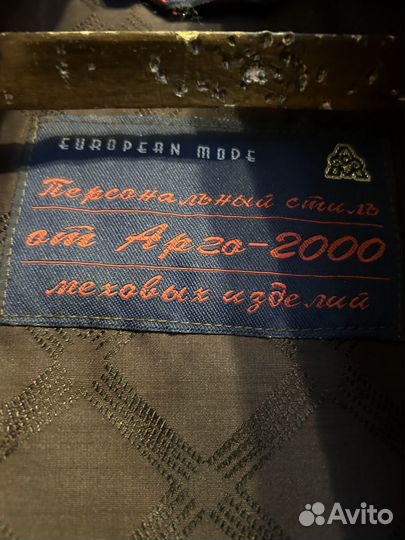 EUROPEAN MODE
Персональный стиль
от Арго-2000
меховых изделий
Avito